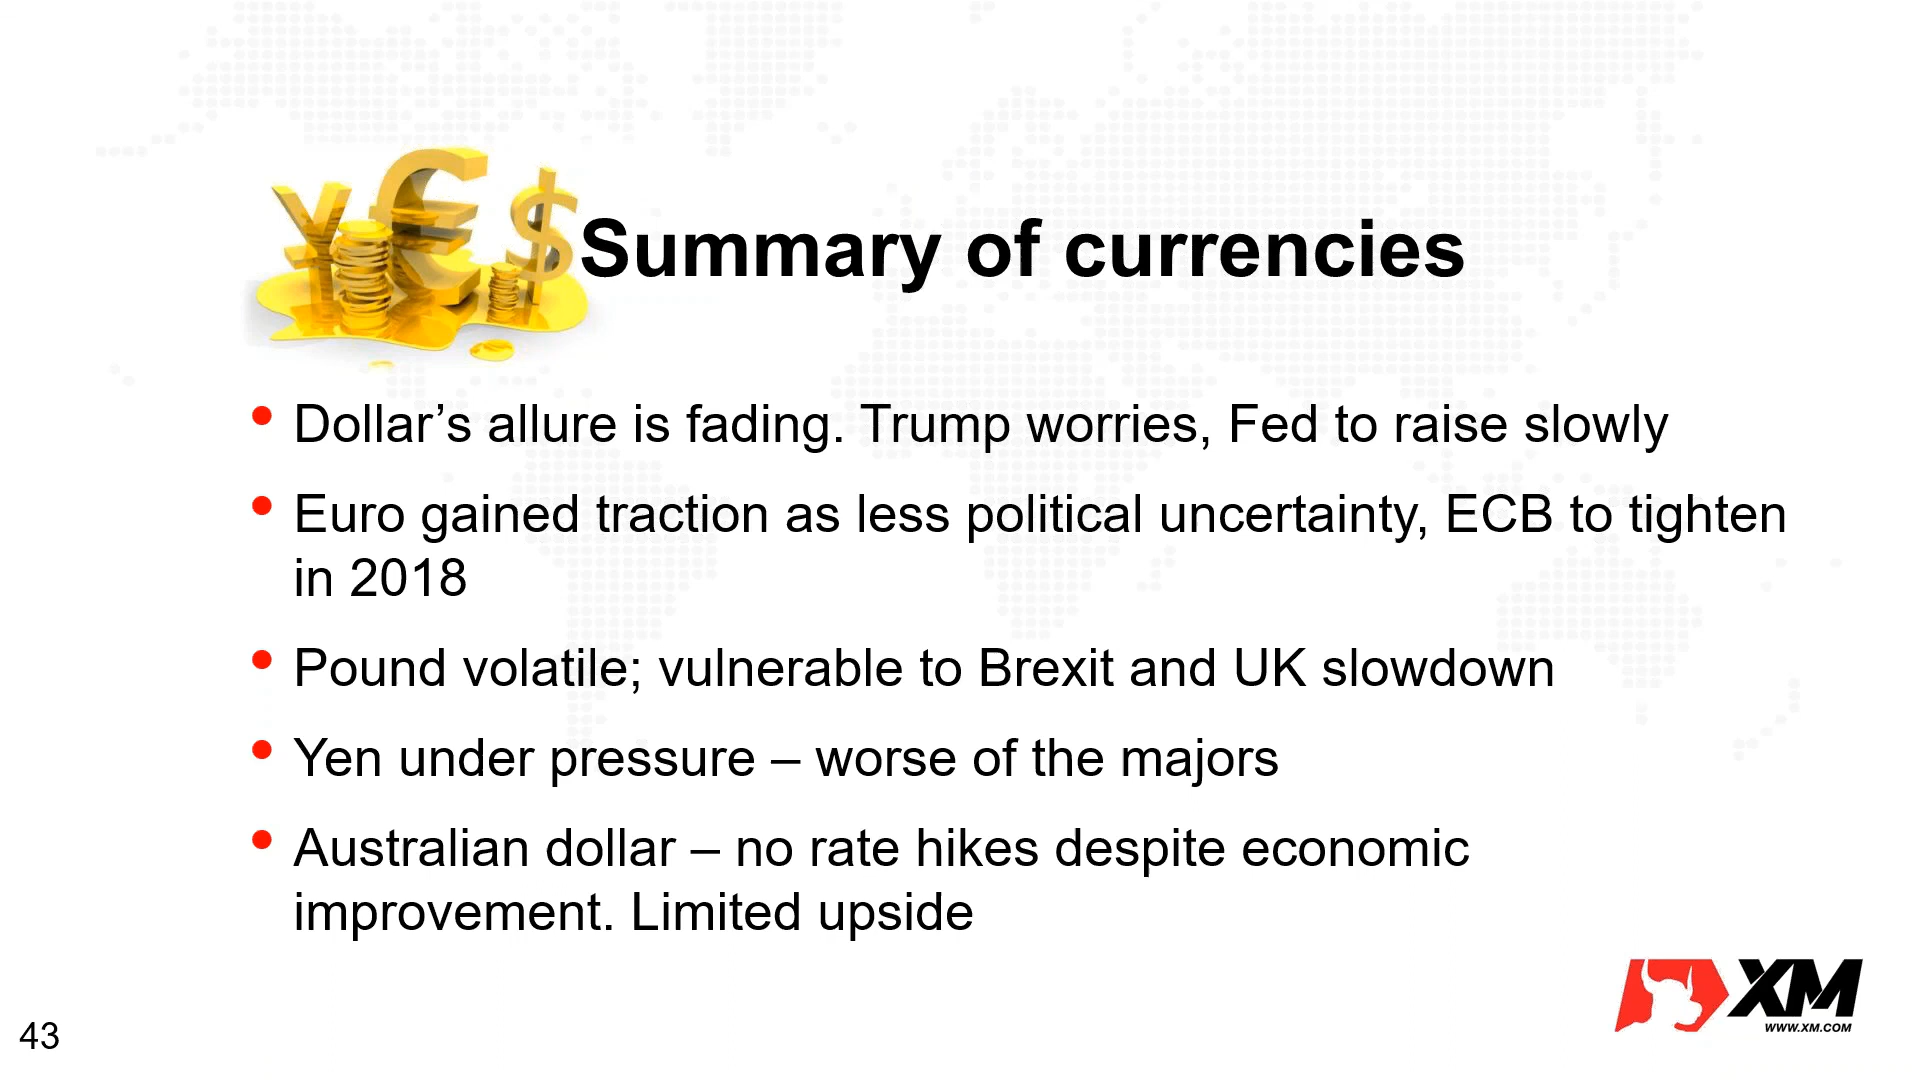 Summary of currencies
• Dollar’s allure is fading. Trump worries, Fed to raise slowly
• Euro gained traction as less political uncertainty, ECB to tighten
in 2018
• Pound volatile; vulnerable to Brexit and UK slowdown
• Yen under pressure – worse of the majors
• Australian dollar – no rate hikes despite economic
improvement. Limited upside
XM
WWW.XM.COM
43